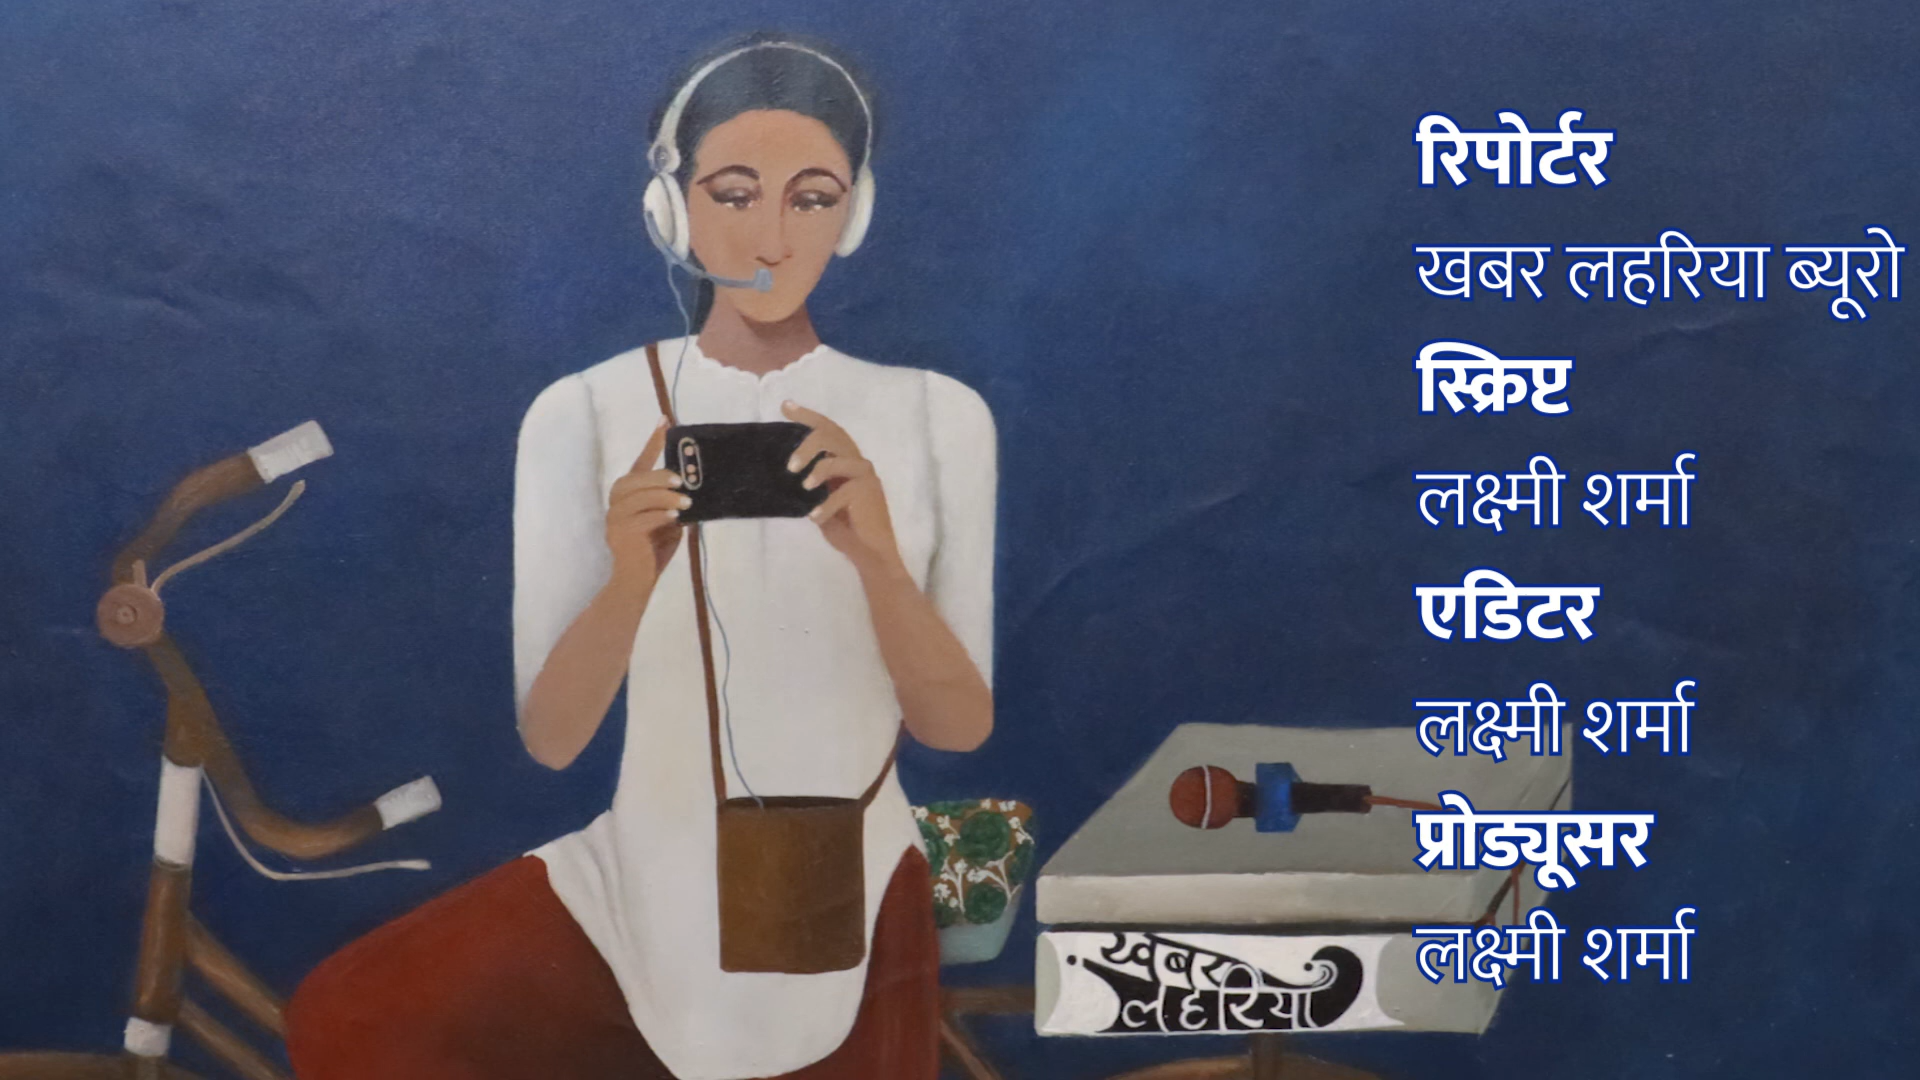 रिपोर्टर
खबर लहरिया ब्यूरो
स्क्रिप्ट
लक्ष्मी शर्मा
एडिटर
लक्ष्मी शर्मा
प्रोड्यूसर
लक्ष्मी शर्मा
खबर
लहरिया